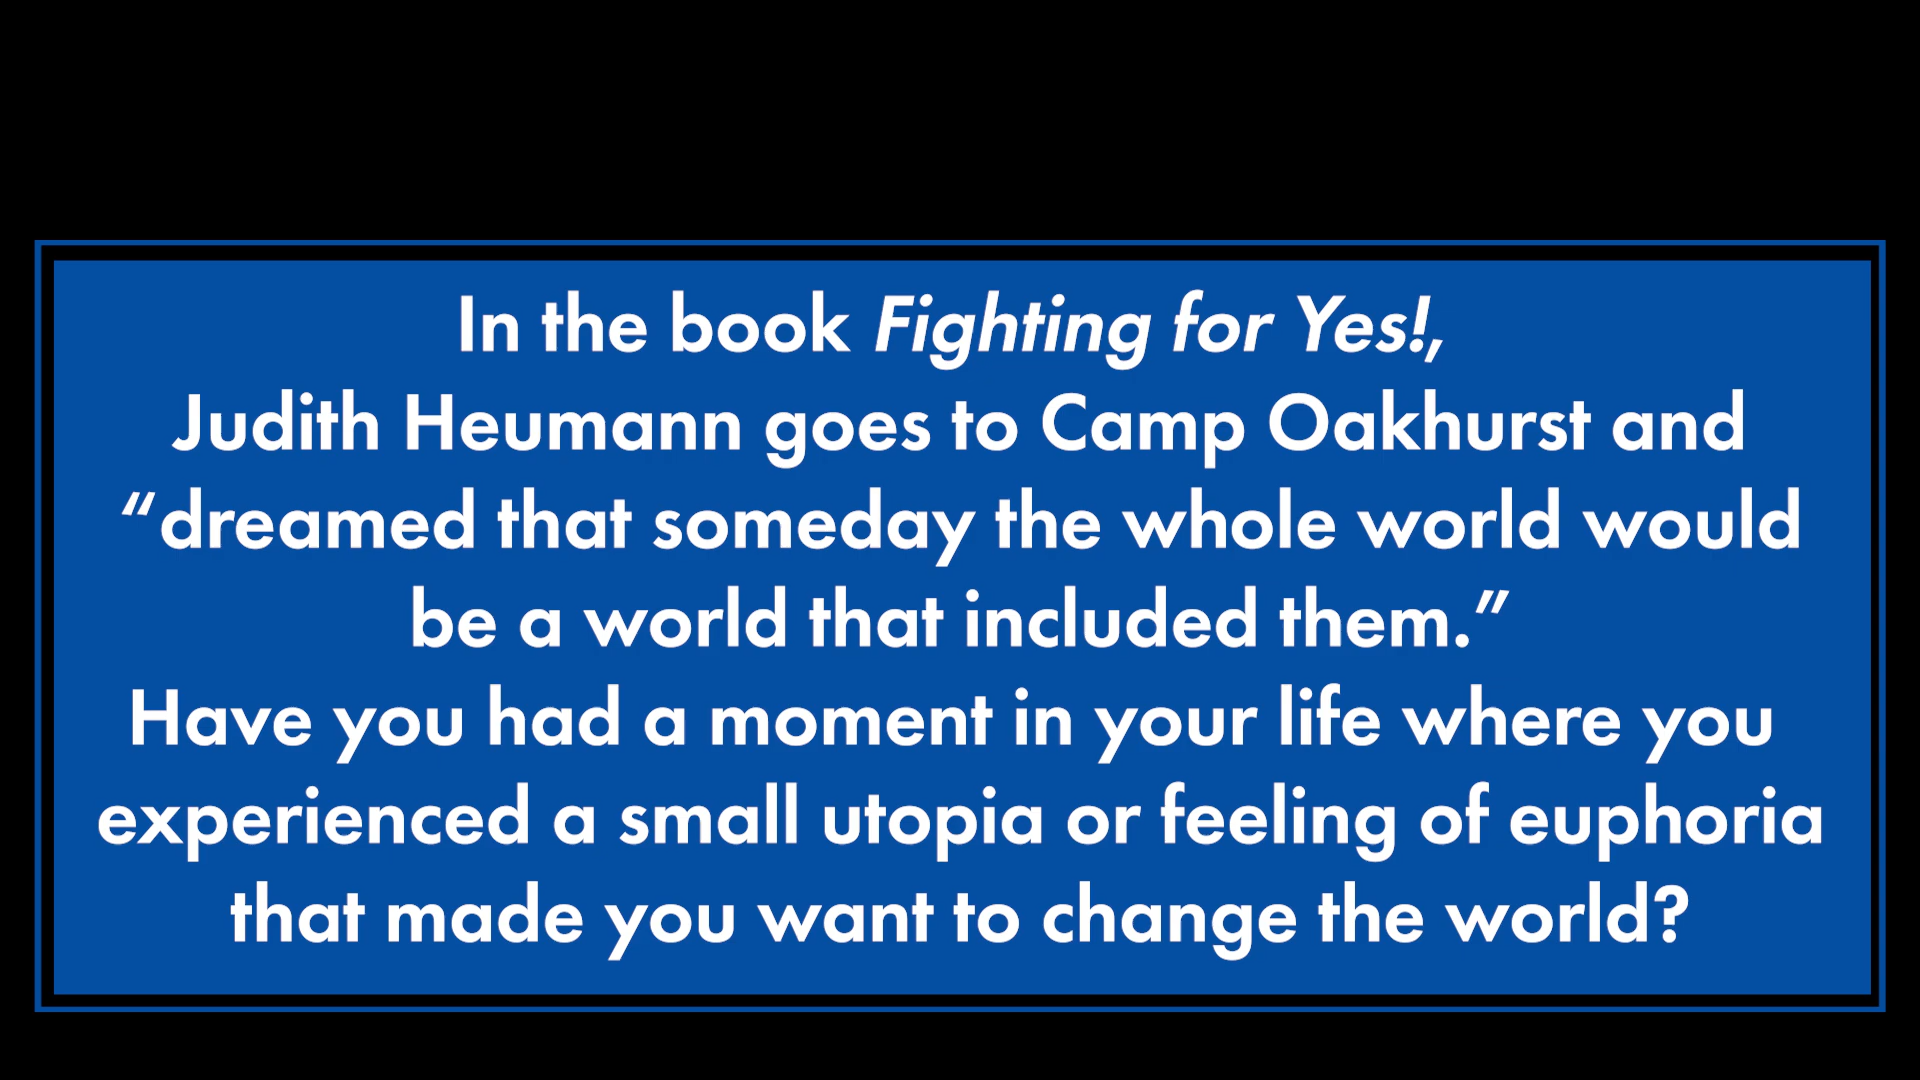 In the book Fighting for Yes!,
Judith Heumann goes to Camp Oakhurst and
“dreamed that someday the whole world would
be a world that included them.”
Have you had a moment in your life where you
experienced a small utopia or feeling of euphoria
that made you want to change the world?